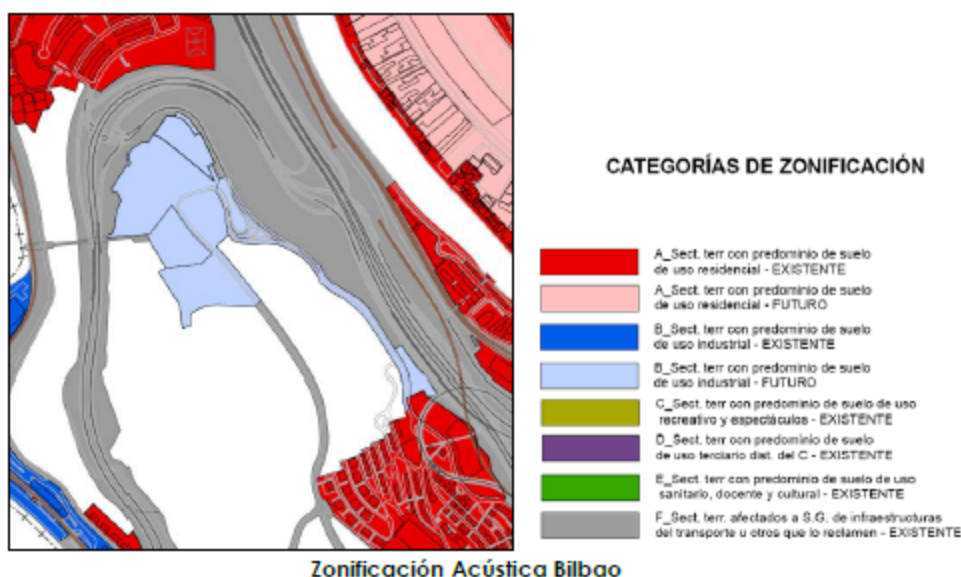 CATEGORÍAS DE ZONIFICACIÓN
A_Sect. terr con predominio de suelo
de uso residencial - EXISTENTE
A_Sect. terr con predominio de suelo
de uso residencial - FUTURO
B_Sect. terr con predominio de suelo
de uso industrial - EXISTENTE
B_Sect. terr con predominio de suelo
de uso industrial - FUTURO
C_Sect. terr con predominio de suelo de uso
recreativo y espectáculos - EXISTENTE
D_Sect. terr con predominio de suelo
de uso terciario dist. del C - EXISTENTE
E_Sect. terr con predominio de suelo de uso
sanitario, docente y cultural - EXISTENTE
F_Sect. terr. afectados a S.G. de infraestructuras
del transporte u otros que lo reclamen - EXISTENTE
Zonificación Acústica Bilbao